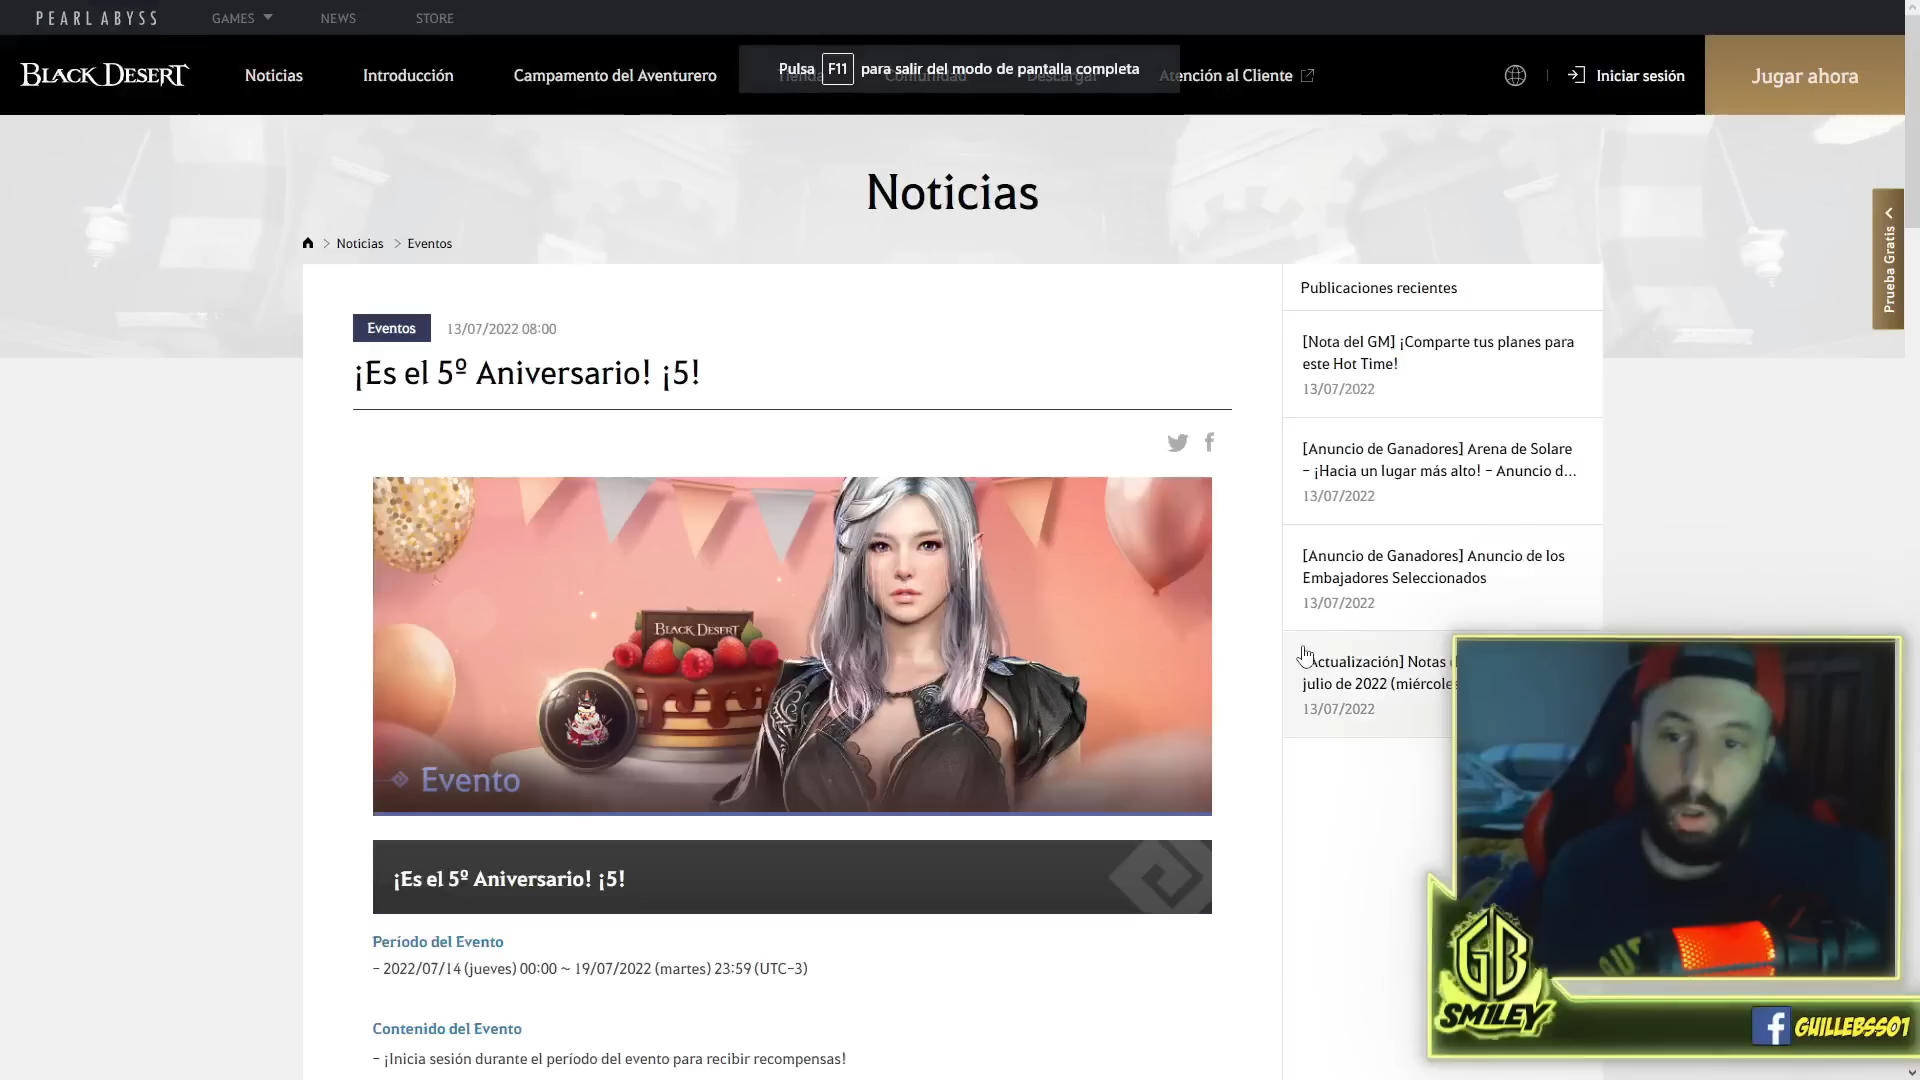 PEARL ABYSS
GAMES
NEWS
STORE
BLACK DESERT
Noticias
Introducción
Campamento del Aventurero
Pulsa F11 para salir del modo de pantalla completa
Atención al Cliente
Iniciar sesión
Jugar ahora
Noticias
Noticias > Eventos
Prueba Gratis
Eventos
13/07/2022 08:00
¡Es el 5º Aniversario! ¡5!
BLACK DESERT
Evento
¡Es el 5º Aniversario! ¡5!
Período del Evento
- 2022/07/14 (jueves) 00:00 ~ 19/07/2022 (martes) 23:59 (UTC-3)
Contenido del Evento
- ¡Inicia sesión durante el período del evento para recibir recompensas!
Publicaciones recientes
[Nota del GM] ¡Comparte tus planes para
este Hot Time!
13/07/2022
[Anuncio de Ganadores] Arena de Solare
- ¡Hacia un lugar más alto! - Anuncio d...
13/07/2022
[Anuncio de Ganadores] Anuncio de los
Embajadores Seleccionados
13/07/2022
Actualización] Notas
julio de 2022 (miércole
13/07/2022
GB
SM1LEY
GUILLEBSS01